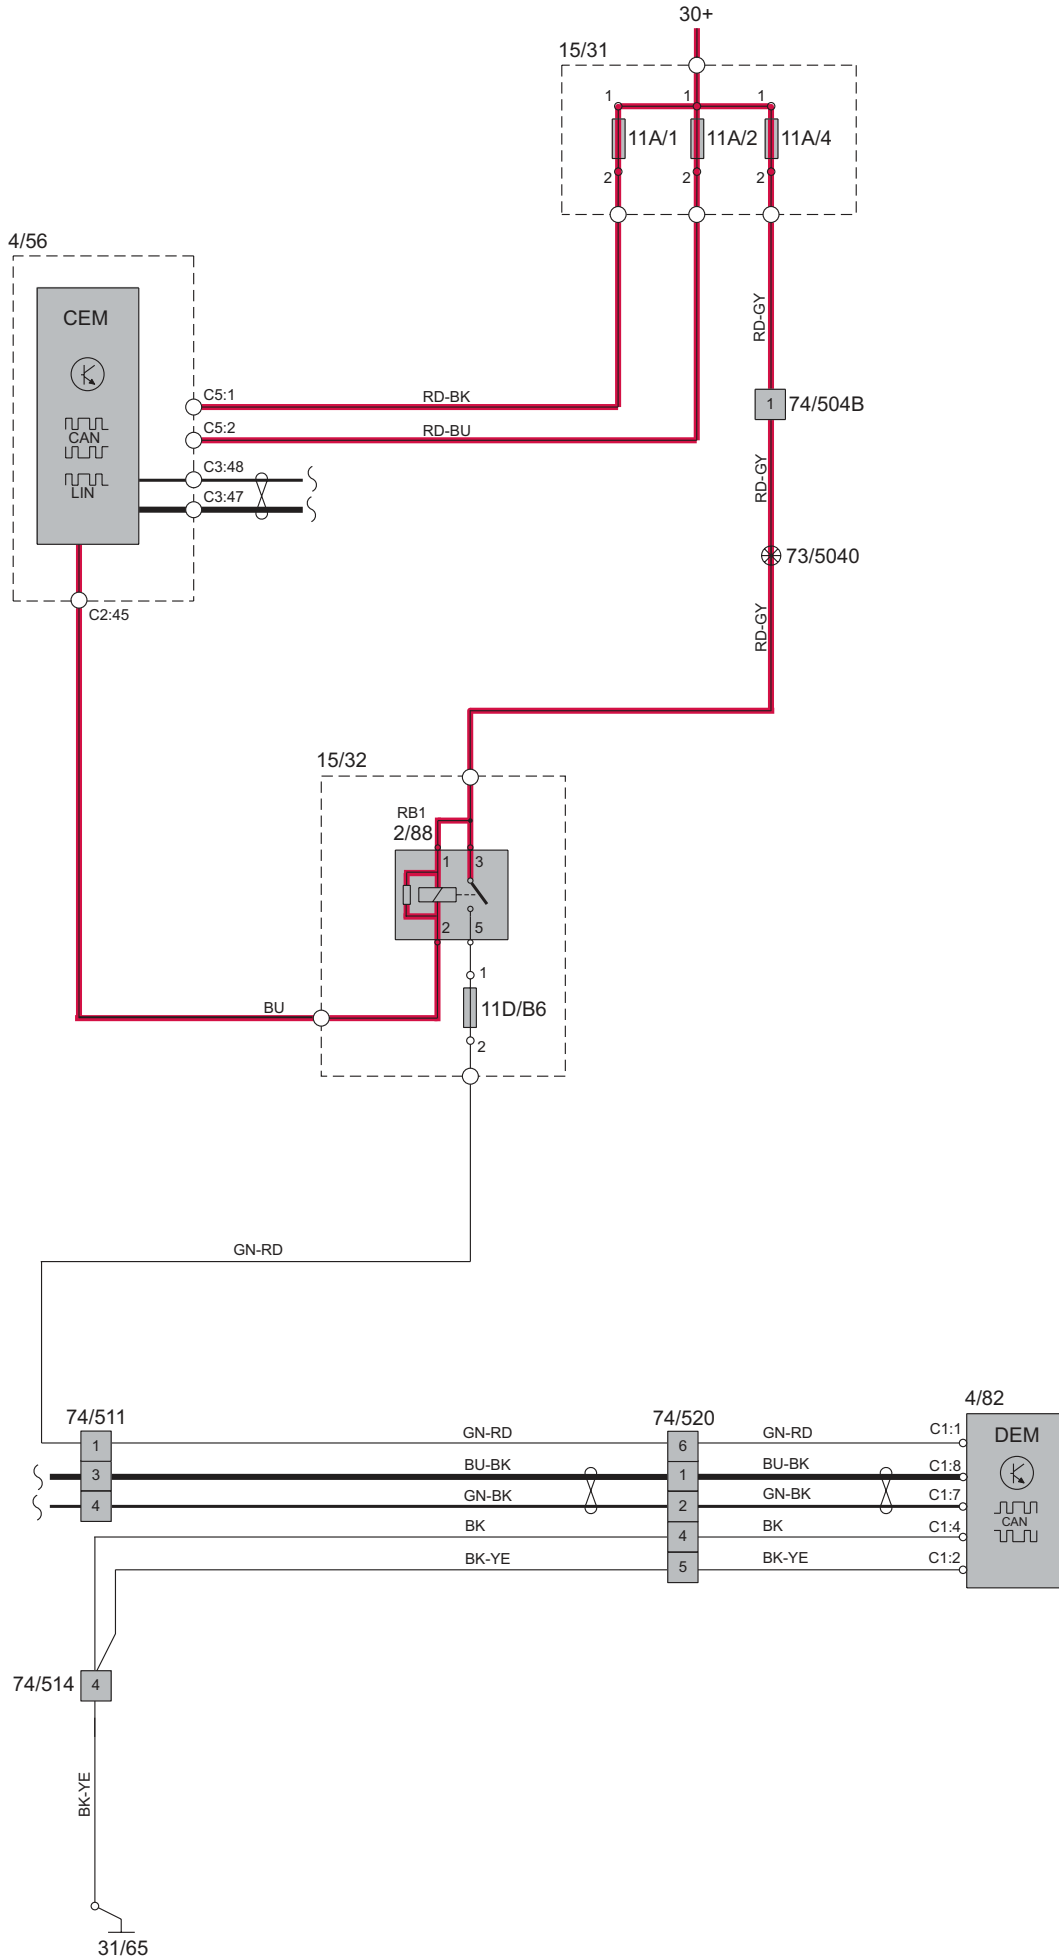 30+
15/31
1 1 1
11A/1 11A/2 11A/4
2 2 2
4/56
CEM
CAN
LIN
C5:1 RD-BK
C5:2 RD-BU
C3:48
C3:47
C2:45
RD-GY
1 74/504B
RD-GY
73/5040
RD-GY
15/32
RB1
2/88
1 3
2 5
1
BU
11D/B6
2
GN-RD
74/511 74/520 4/82
DEM
CAN
1 GN-RD 6 GN-RD C1:1
3 BU-BK 1 BU-BK C1:8
4 GN-BK 2 GN-BK C1:7
BK 4 BK C1:4
BK-YE 5 BK-YE C1:2
74/514 4
BK-YE
31/65